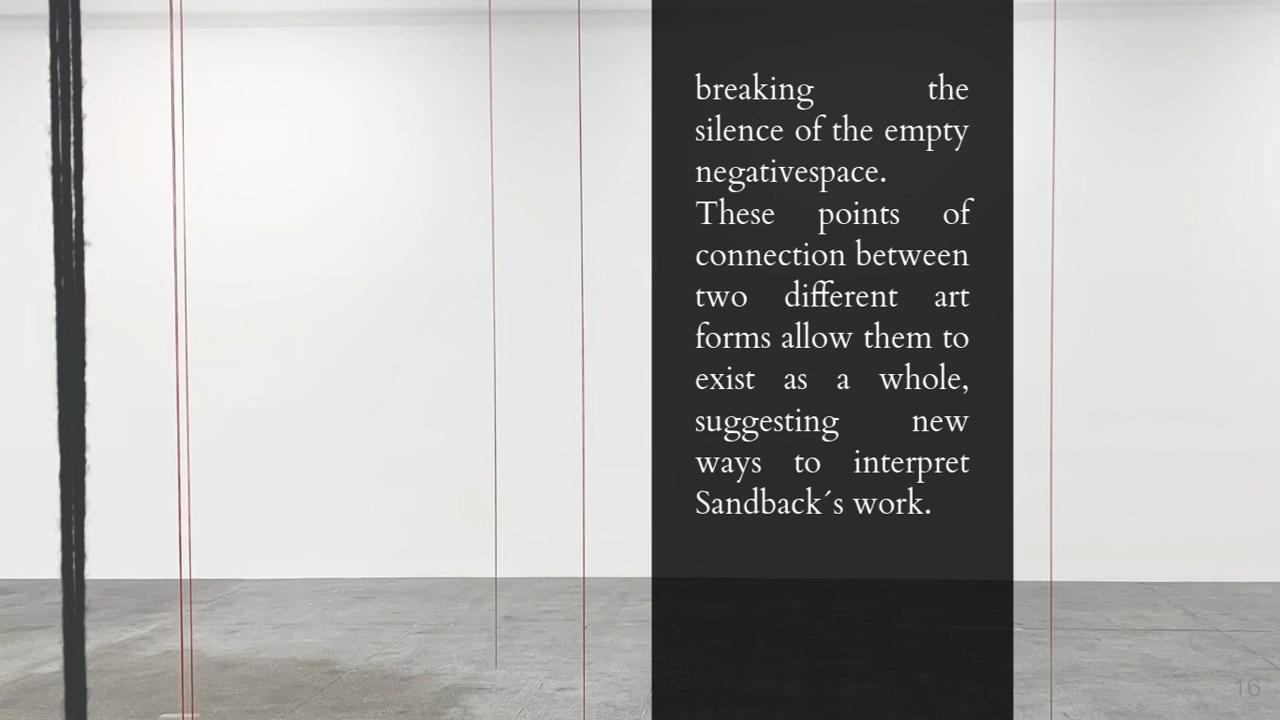 breaking the
silence of the empty
negativespace.
These points of
connection between
two different art
forms allow them to
exist as a whole,
suggesting new
ways to interpret
Sandback´s work.
16